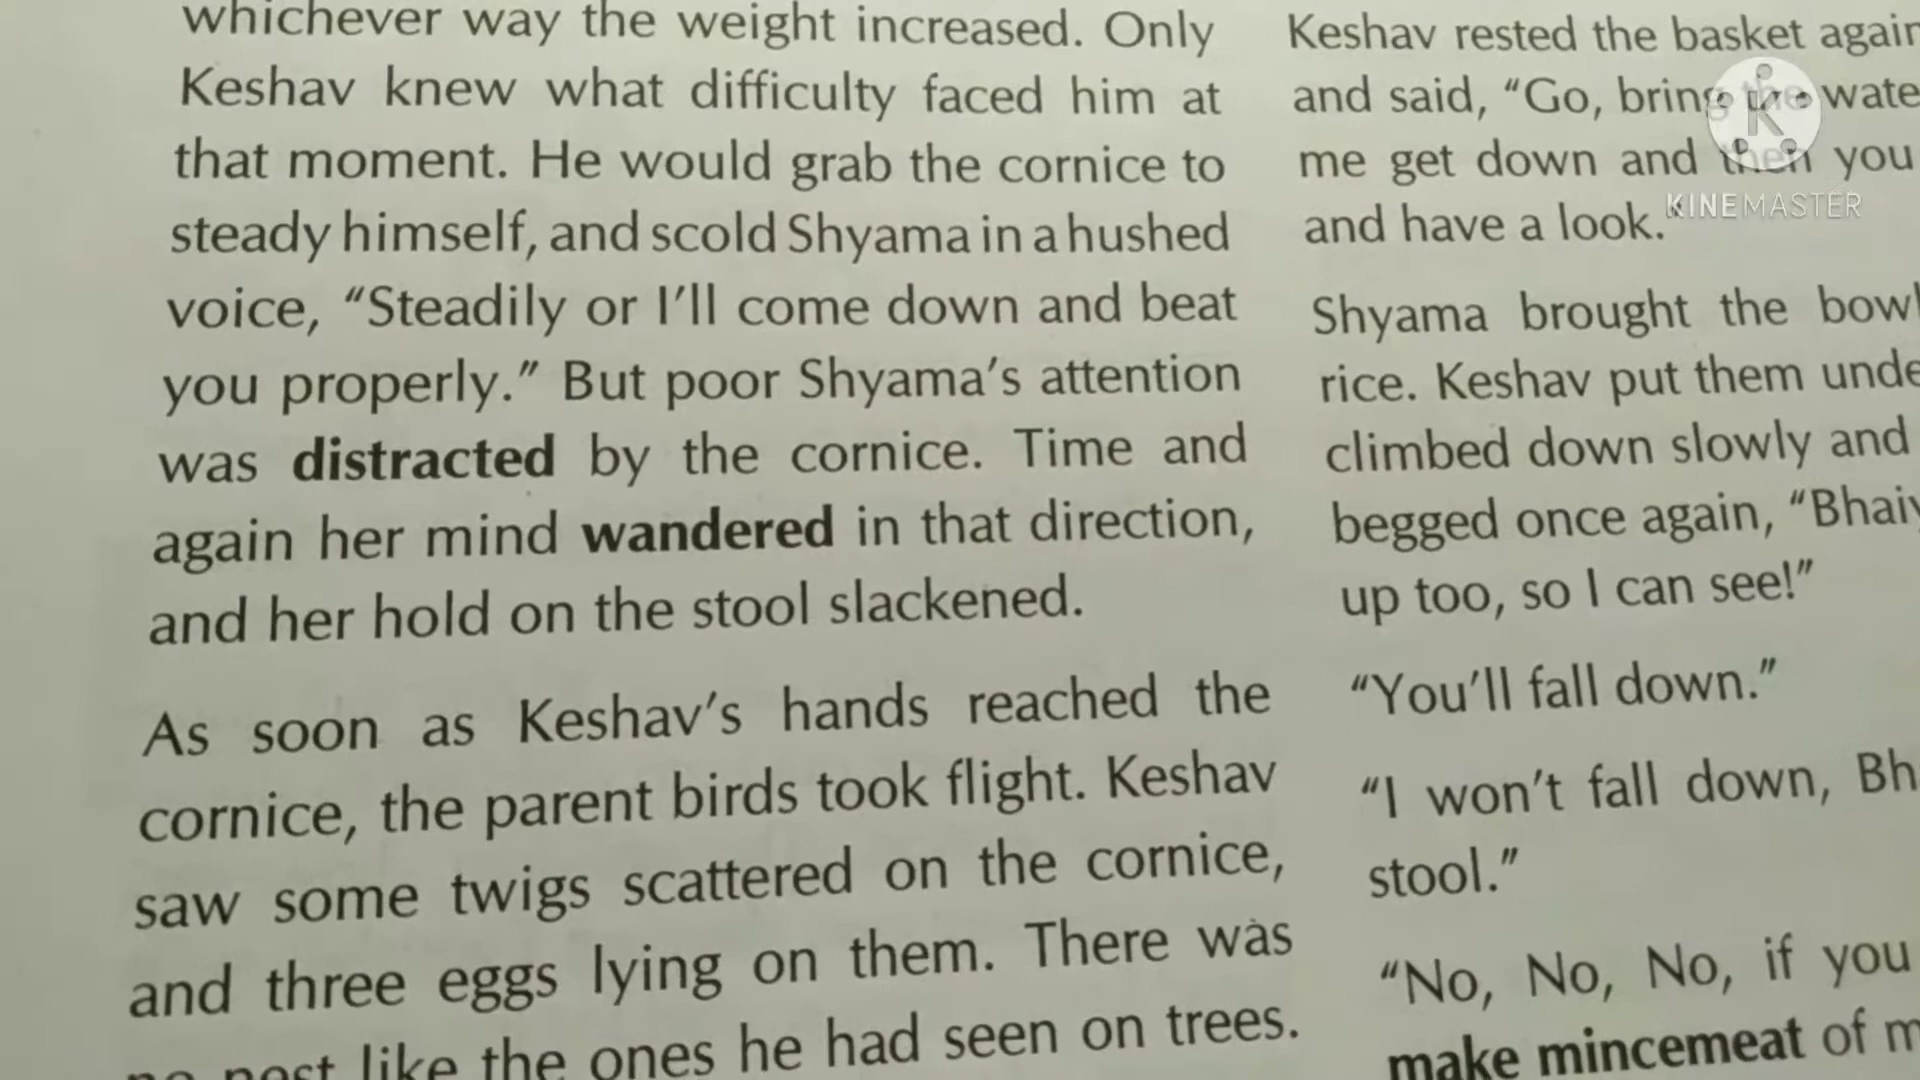 whichever way the weight increased. Only
Keshav knew what difficulty faced him at
that moment. He would grab the cornice to
steady himself, and scold Shyama in a hushed
voice, “Steadily or I’ll come down and beat
you properly.” But poor Shyama’s attention
was distracted by the cornice. Time and
again her mind wandered in that direction,
and her hold on the stool slackened.
As soon as Keshav’s hands reached the
cornice, the parent birds took flight. Keshav
saw some twigs scattered on the cornice,
and three eggs lying on them. There was
no nest like the ones he had seen on trees.
Keshav rested the basket
and said, “Go, bring the
me get down and then you
and have a look.
Shyama brought the
rice. Keshav put them
climbed down slowly and
begged once again,
up too, so I can see!”
“You’ll fall down.”
“I won’t fall down,
stool.”
“No, No, No, if you
make mincemeat of
K
KINEMASTER